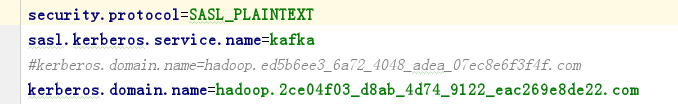 security.protocol=SASL_PLAINTEXT
sasl.kerberos.service.name=kafka
#kerberos.domain.name=hadoop.ed5b6ee3_6a72_4048_adea_07ec8e6f3f4f.com
kerberos.domain.name=hadoop.2ce04f03_d8ab_4d74_9122_eac269e8de22.com